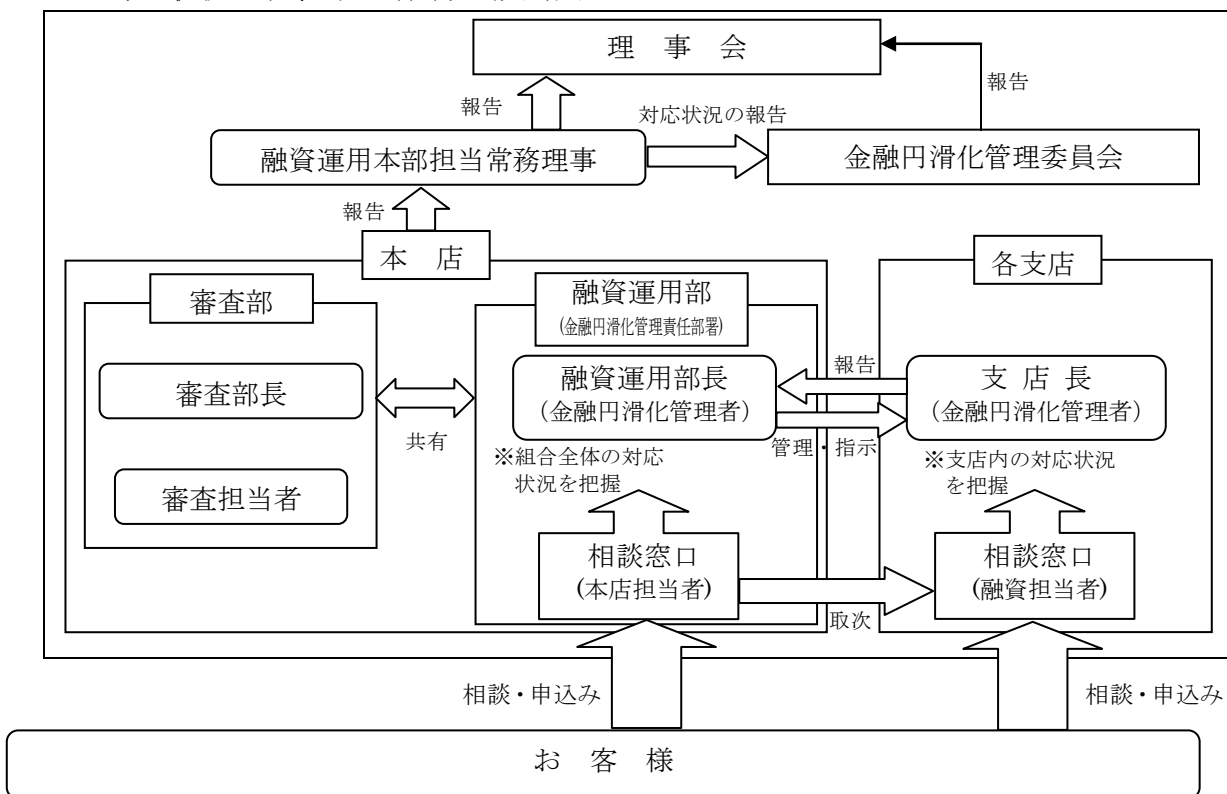 理 事 会
報告
報告
対応状況の報告
融資運用本部担当常務理事
金融円滑化管理委員会
報告
本 店
各支店
審査部
融資運用部
(金融円滑化管理責任部署)
審査部長
融資運用部長
(金融円滑化管理者)
報告
支 店 長
(金融円滑化管理者)
共有
管理・指示
※組合全体の対応
状況を把握
※支店内の対応状況
を把握
審査担当者
相談窓口
(本店担当者)
相談窓口
(融資担当者)
取次
相談・申込み
相談・申込み
お 客 様